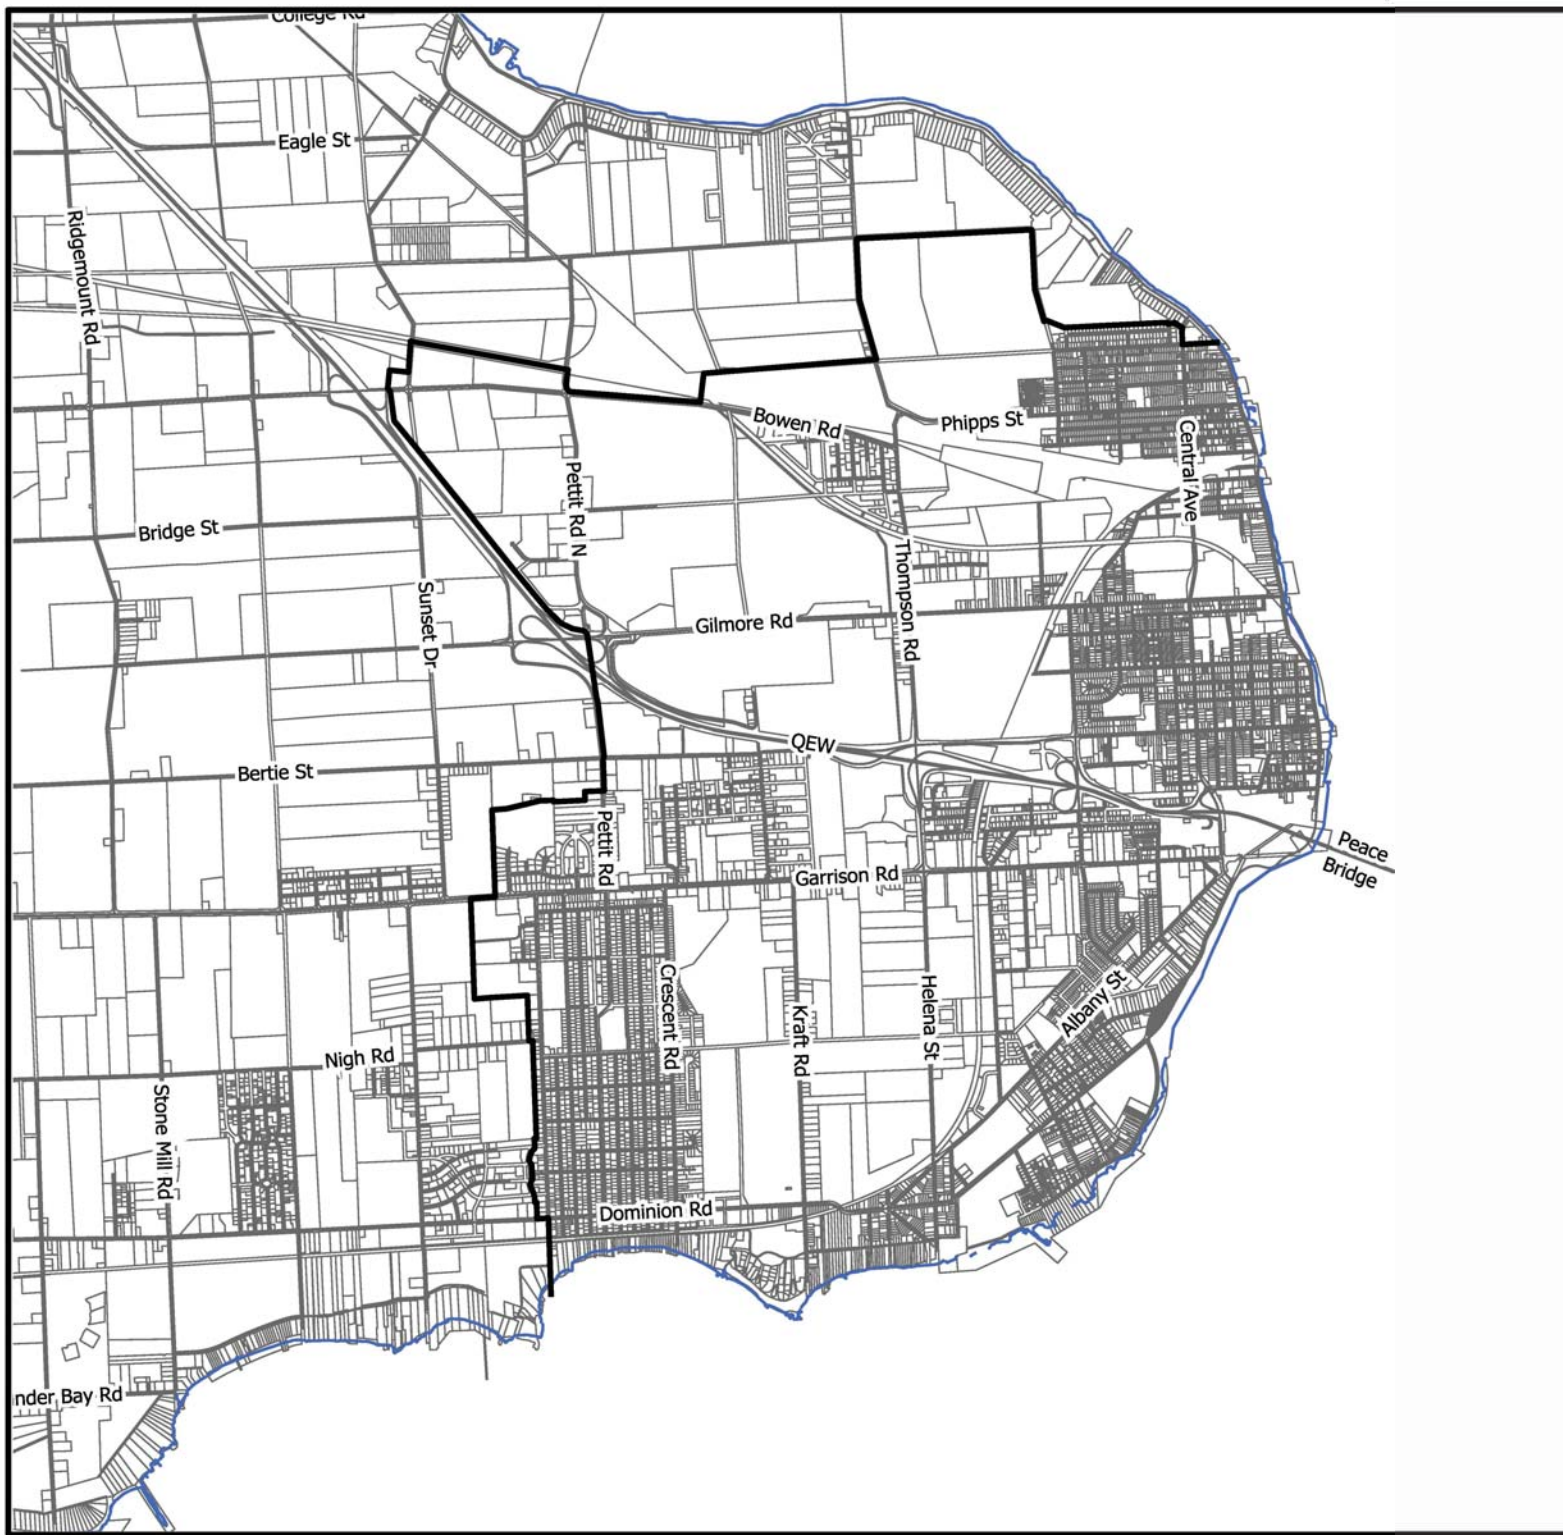 College Rd
Eagle St
Ridgemount Rd
Bowen Rd
Phipps St
Central Ave
Pettit Rd N
Bridge St
Thompson Rd
Sunset Dr
Gilmore Rd
QEW
Bertie St
Pettit Rd
Garrison Rd
Peace
Bridge
Crescent Rd
Kraft Rd
Helena St
Albany St
Nigh Rd
Stone Mill Rd
Dominion Rd
nder Bay Rd